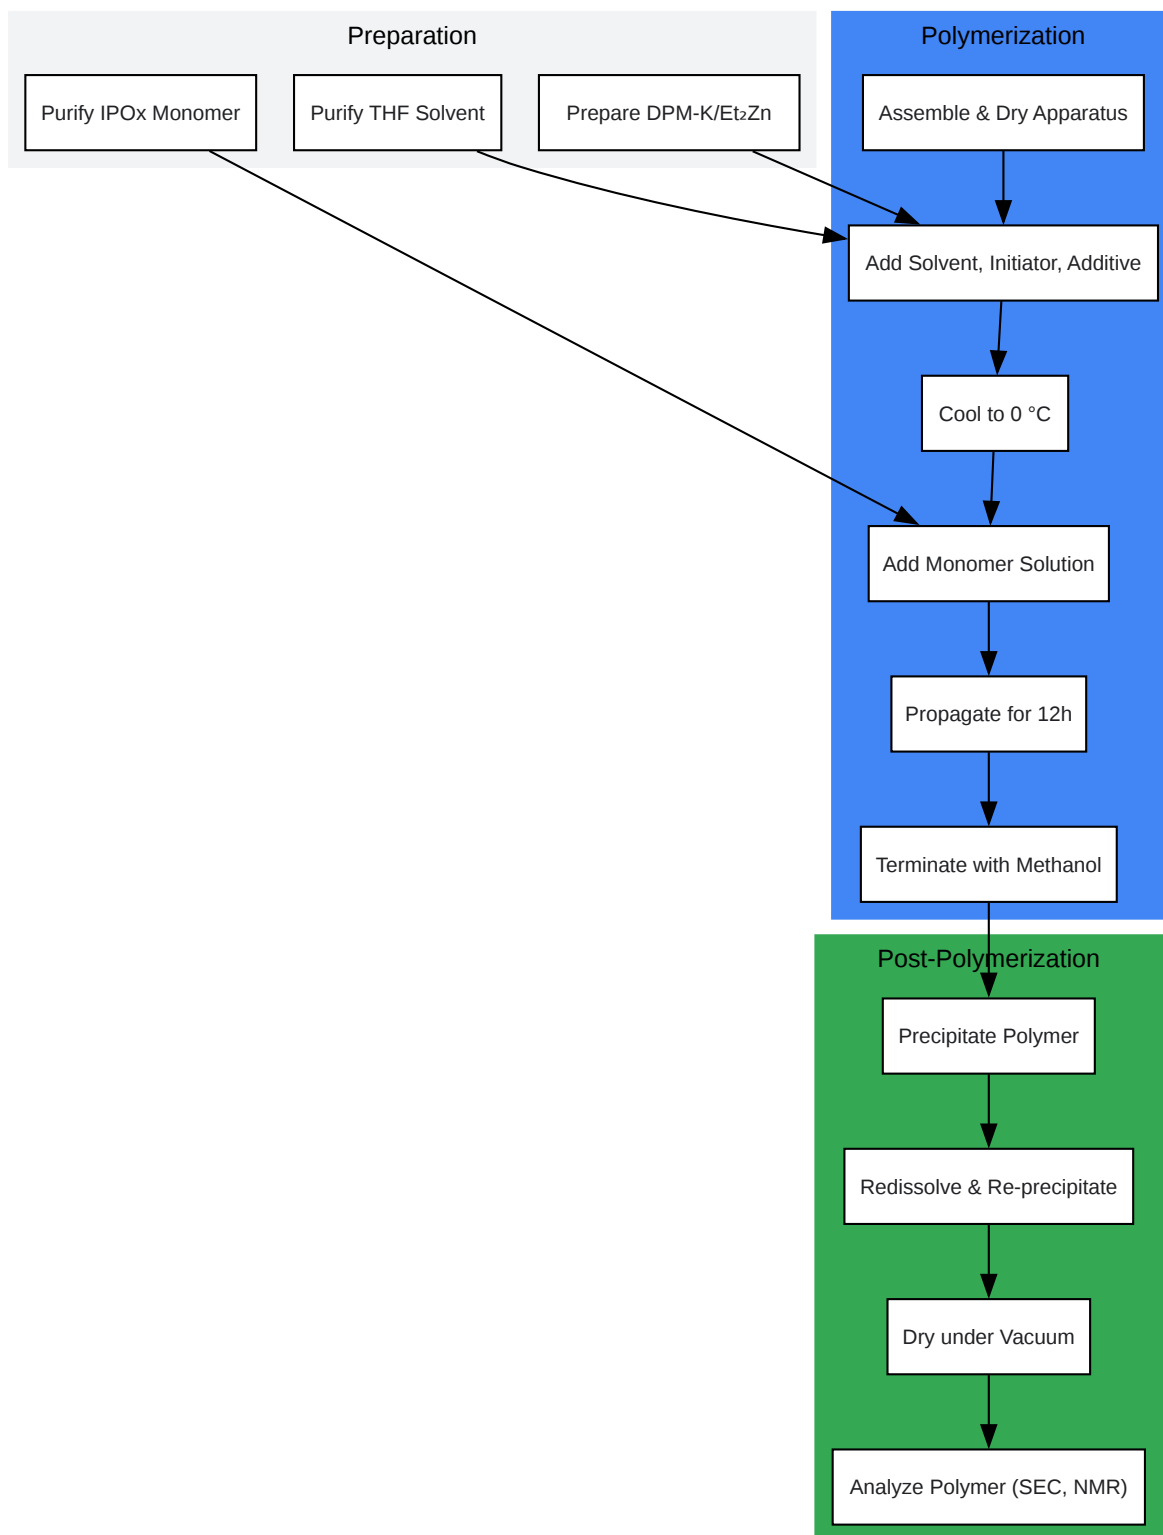 Preparation
Purify IPOx Monomer
Purify THF Solvent
Prepare DPM-K/Et₂Zn
Polymerization
Assemble & Dry Apparatus
Add Solvent, Initiator, Additive
Cool to 0 °C
Add Monomer Solution
Propagate for 12h
Terminate with Methanol
Post-Polymerization
Precipitate Polymer
Redissolve & Re-precipitate
Dry under Vacuum
Analyze Polymer (SEC, NMR)